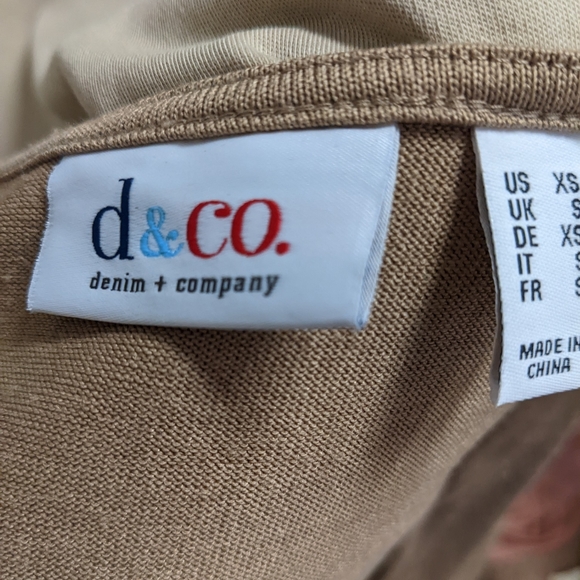 d&co.
denim + company
US XS
UK S
DE XS
IT S
FR S
MADE IN
CHINA